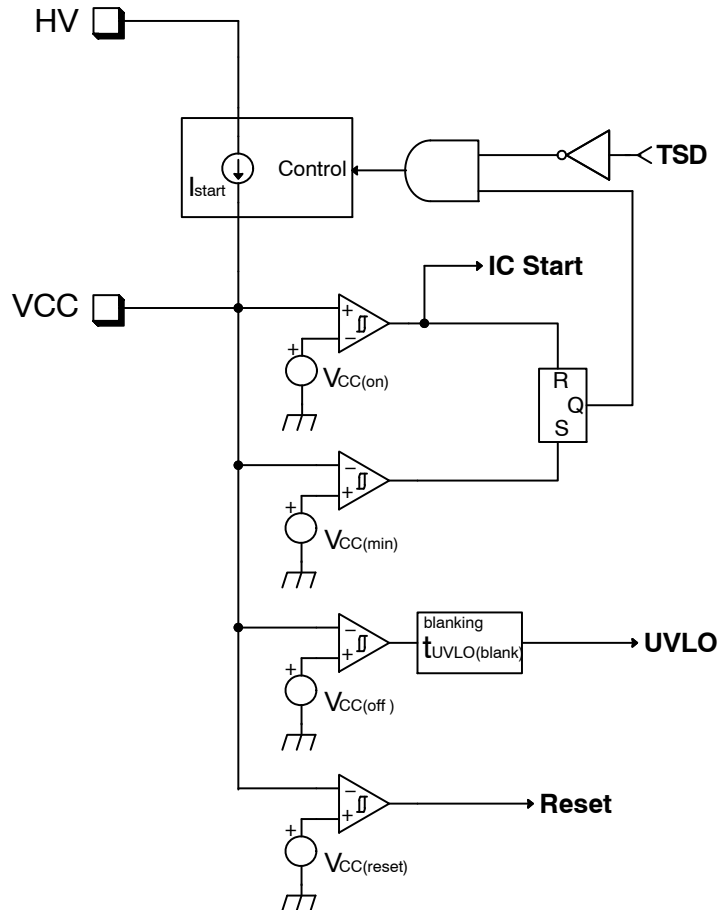 HV
Istart
Control
TSD
IC Start
VCC
+
−
+
VCC(on)
R
Q
S
−
+
+
VCC(min)
blanking
tUVLO(blank)
UVLO
−
+
+
VCC(off )
Reset
−
+
+
VCC(reset)